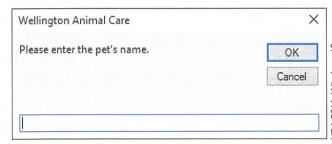 Wellington Animal Care
Please enter the pet's name.
OK
Cancel